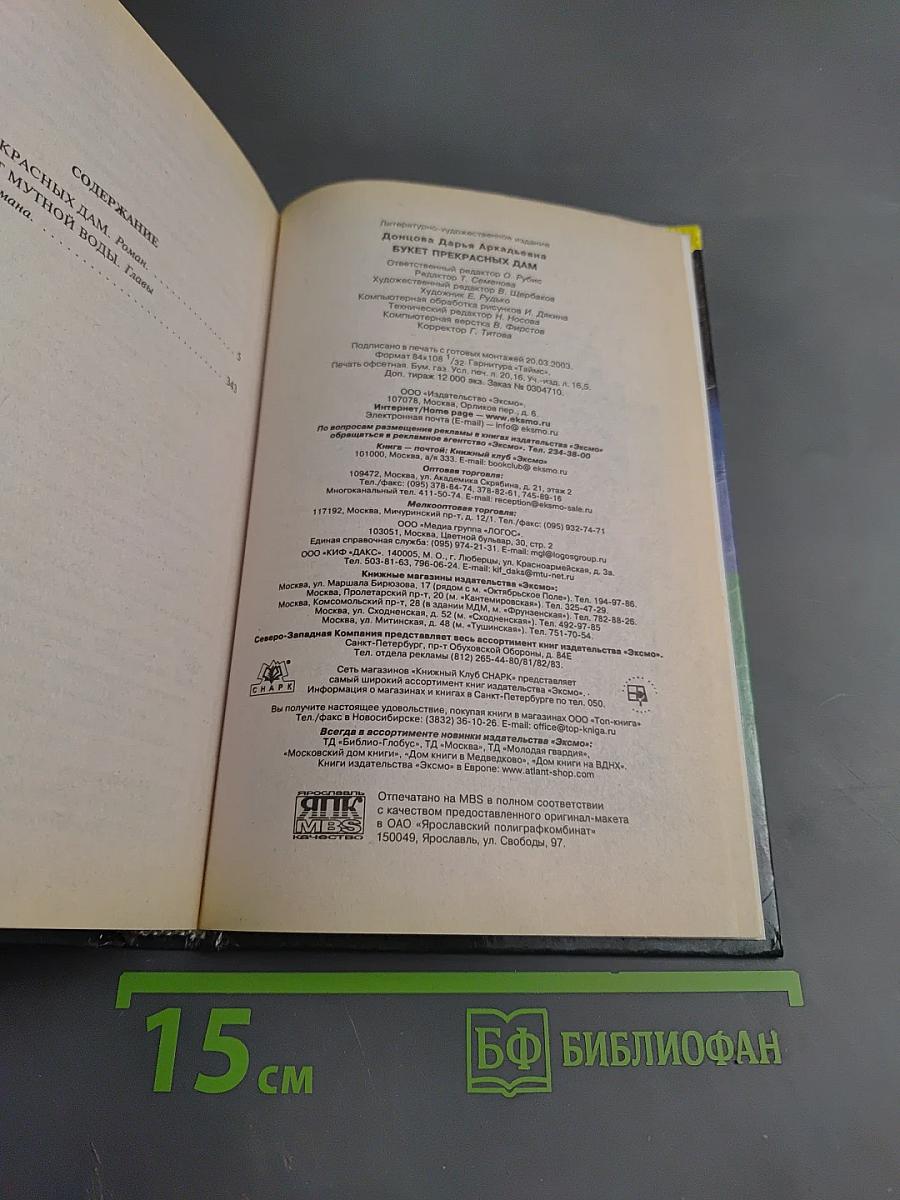 СОДЕРЖАНИЕ
КРАСНЫХ ДАМ. Роман. . . . . . . . . . . 5
МУТНОЙ ВОДЫ. Главы
мана. . . . . . . . . . . . . . . . 343
Литературно-художественное издание
Донцова Дарья Аркадьевна
БУКЕТ ПРЕКРАСНЫХ ДАМ
Ответственный редактор О. Рубис
Редактор Т. Семенова
Художественный редактор В. Щербаков
Художник Е. Рудько
Компьютерная обработка рисунков И. Дякина
Технический редактор Н. Носова
Компьютерная верстка В. Фирстов
Корректор Г. Титова
Подписано в печать с готовых монтажей 20.03.2003.
Формат 84x108 1/32. Гарнитура «Таймс».
Печать офсетная. Бум. газ. Усл. печ. л. 20,16. Уч.-изд. л. 16,5.
Доп. тираж 12 000 экз. Заказ № 0304710.
ООО «Издательство «Эксмо».
107078, Москва, Орликов пер., д. 6.
Интернет/Home page — www.eksmo.ru
Электронная почта (E-mail) — info@ eksmo.ru
По вопросам размещения рекламы в книгах издательства «Эксмо»
обращаться в рекламное агентство «Эксмо». Тел. 234-38-00
Книга — почтой: Книжный клуб «Эксмо»
101000, Москва, а/я 333. E-mail: bookclub@ eksmo.ru
Оптовая торговля:
109472, Москва, ул. Академика Скрябина, д. 21, этаж 2
Тел./факс: (095) 378-84-74, 378-82-61, 745-89-16
Многоканальный тел. 411-50-74. E-mail: reception@eksmo-sale.ru
Мелкооптовая торговля:
117192, Москва, Мичуринский пр-т, д. 12/1. Тел./факс: (095) 932-74-71
ООО «Медиа группа «ЛОГОС».
103051, Москва, Цветной бульвар, 30, стр. 2
Единая справочная служба: (095) 974-21-31. E-mail: mgl@logosgroup.ru
ООО «КИФ «ДАКС». 140005, М. О., г. Люберцы, ул. Красноармейская, д. 3а.
Тел. 503-81-63, 796-06-24. E-mail: kif_daks@mtu-net.ru
Книжные магазины издательства «Эксмо»:
Москва, ул. Маршала Бирюзова, 17 (рядом с м. «Октябрьское Поле»). Тел. 194-97-86.
Москва, Пролетарский пр-т, 20 (м. «Кантемировская»). Тел. 325-47-29.
Москва, Комсомольский пр-т, 28 (в здании МДМ, м. «Фрунзенская»). Тел. 782-88-26.
Москва, ул. Сходненская, д. 52 (м. «Сходненская»). Тел. 492-97-85
Москва, ул. Митинская, д. 48 (м. «Тушинская»). Тел. 751-70-54.
Северо-Западная Компания представляет весь ассортимент книг издательства «Эксмо».
Санкт-Петербург, пр-т Обуховской Обороны, д. 84Е
Тел. отдела рекламы (812) 265-44-80/81/82/83.
СНАРК
Сеть магазинов «Книжный Клуб СНАРК» представляет
самый широкий ассортимент книг издательства «Эксмо».
Информация о магазинах и книгах в Санкт-Петербурге по тел. 050.
Вы получите настоящее удовольствие, покупая книги в магазинах ООО «Топ-книга»
Тел./факс в Новосибирске: (3832) 36-10-26. E-mail: office@top-kniga.ru
Всегда в ассортименте новинки издательства «Эксмо»:
ТД «Библио-Глобус», ТД «Москва», ТД «Молодая гвардия»,
«Московский дом книги», «Дом книги в Медведково», «Дом книги на ВДНХ».
Книги издательства «Эксмо» в Европе: www.atlant-shop.com
ЯРОСЛАВЛЬ
ЯПК
MBS
КАЧЕСТВО
Отпечатано на MBS в полном соответствии
с качеством предоставленного оригинал-макета
в ОАО «Ярославский полиграфкомбинат»
150049, Ярославль, ул. Свободы, 97.
15 см
БФ БИБЛИОФАН